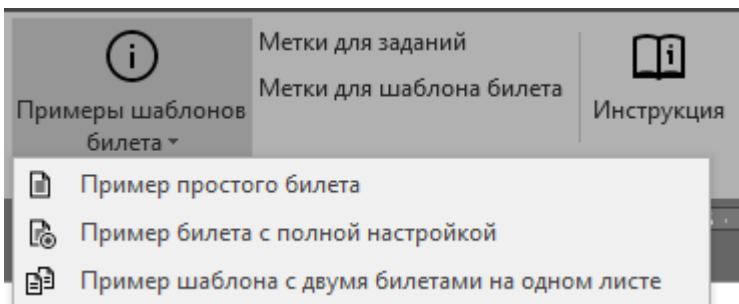 Метки для заданий
Метки для шаблона билета
Примеры шаблонов
билета
Инструкция
Пример простого билета
Пример билета с полной настройкой
Пример шаблона с двумя билетами на одном листе